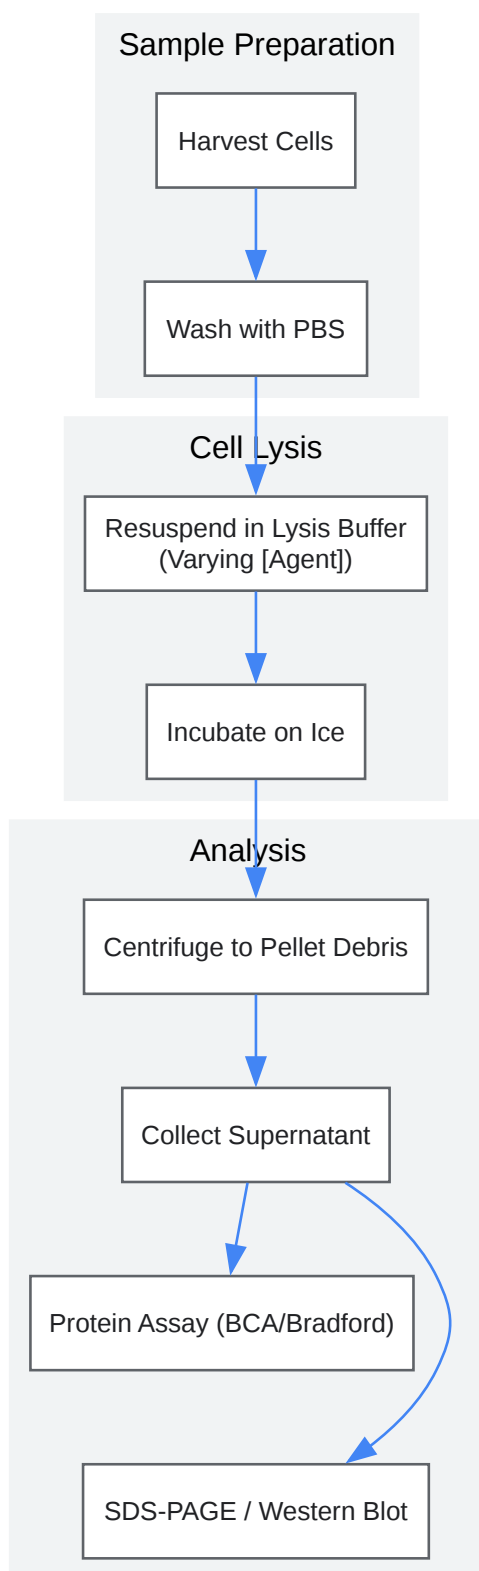 Sample Preparation
Harvest Cells
Wash with PBS
Cell Lysis
Resuspend in Lysis Buffer
(Varying [Agent])
Incubate on Ice
Analysis
Centrifuge to Pellet Debris
Collect Supernatant
Protein Assay (BCA/Bradford)
SDS-PAGE / Western Blot